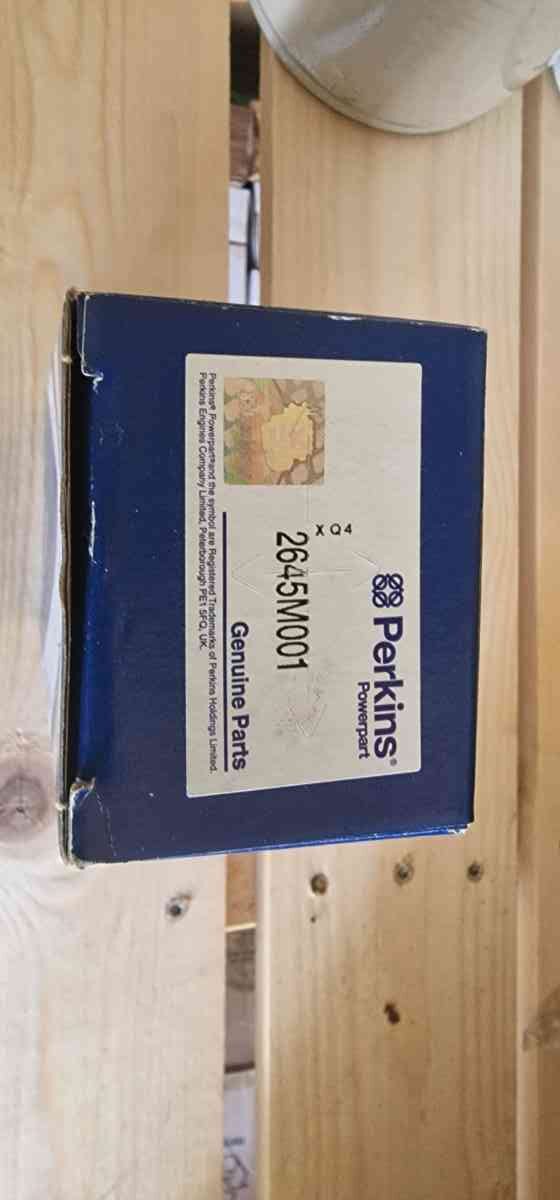 Perkins®
Powerpart
X Q4
2645M001
Genuine Parts
Perkins® Powerpart® and the symbol are Registered Trademarks of Perkins Holdings Limited.
Perkins Engines Company Limited, Peterborough PE1 5FQ, UK.